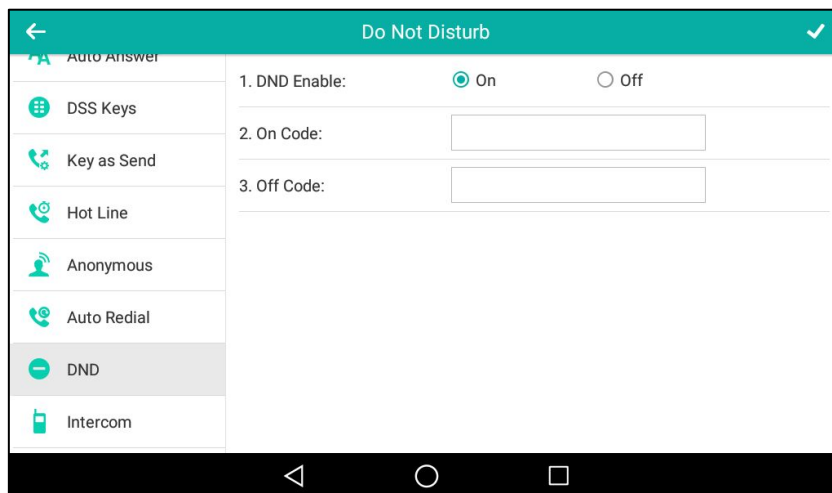 Do Not Disturb
Auto Answer
DSS Keys
Key as Send
Hot Line
Anonymous
Auto Redial
DND
Intercom
1. DND Enable: On Off
2. On Code:
3. Off Code: